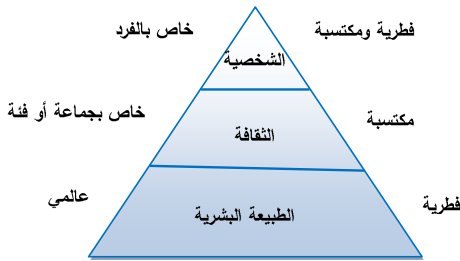 فطرية ومكتسبة
خاص بالفرد
الشخصية
خاص بجماعة أو فئة
مكتسبة
الثقافة
عالمي
فطرية
الطبيعة البشرية